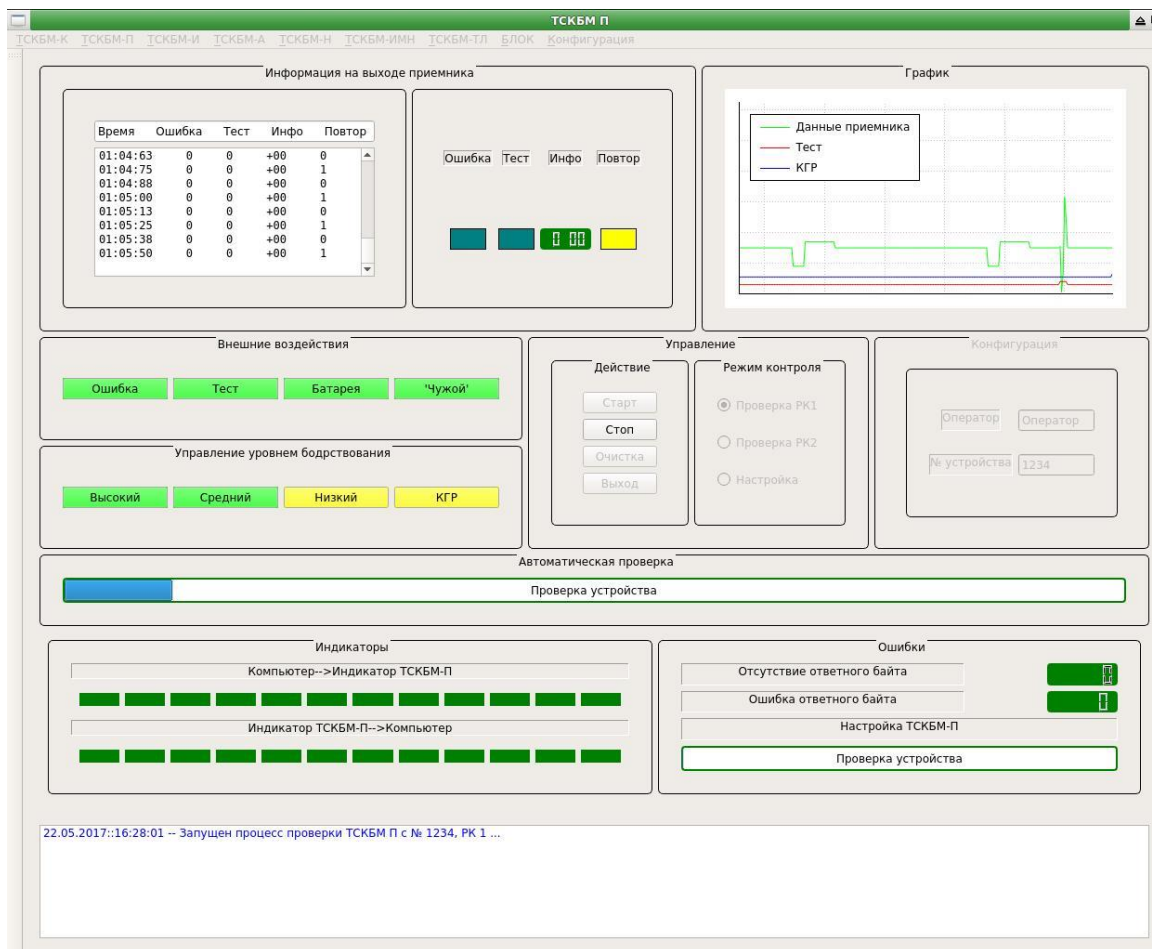 ТСКБМ П
ТСКБМ-К ТСКБМ-П ТСКБМ-И ТСКБМ-А ТСКБМ-Н ТСКБМ-ИМН ТСКБМ-ТЛ БЛОК Конфигурация
Информация на выходе приемника
Время Ошибка Тест Инфо Повтор
01:04:63 0 0 +00 0
01:04:75 0 0 +00 1
01:04:88 0 0 +00 0
01:05:00 0 0 +00 1
01:05:13 0 0 +00 0
01:05:25 0 0 +00 1
01:05:38 0 0 +00 0
01:05:50 0 0 +00 1
Ошибка Тест Инфо Повтор
0 00
График
Данные приемника
Тест
КГР
Внешние воздействия
Ошибка Тест Батарея 'Чужой'
Управление уровнем бодрствования
Высокий Средний Низкий КГР
Управление
Действие
Старт
Стоп
Очистка
Выход
Режим контроля
Проверка РК1
Проверка РК2
Настройка
Конфигурация
Оператор Оператор
№ устройства 1234
Автоматическая проверка
Проверка устройства
Индикаторы
Компьютер-->Индикатор ТСКБМ-П
Индикатор ТСКБМ-П-->Компьютер
Ошибки
Отсутствие ответного байта 0
Ошибка ответного байта 0
Настройка ТСКБМ-П
Проверка устройства
22.05.2017::16:28:01 -- Запущен процесс проверки ТСКБМ П с № 1234, РК 1 ...